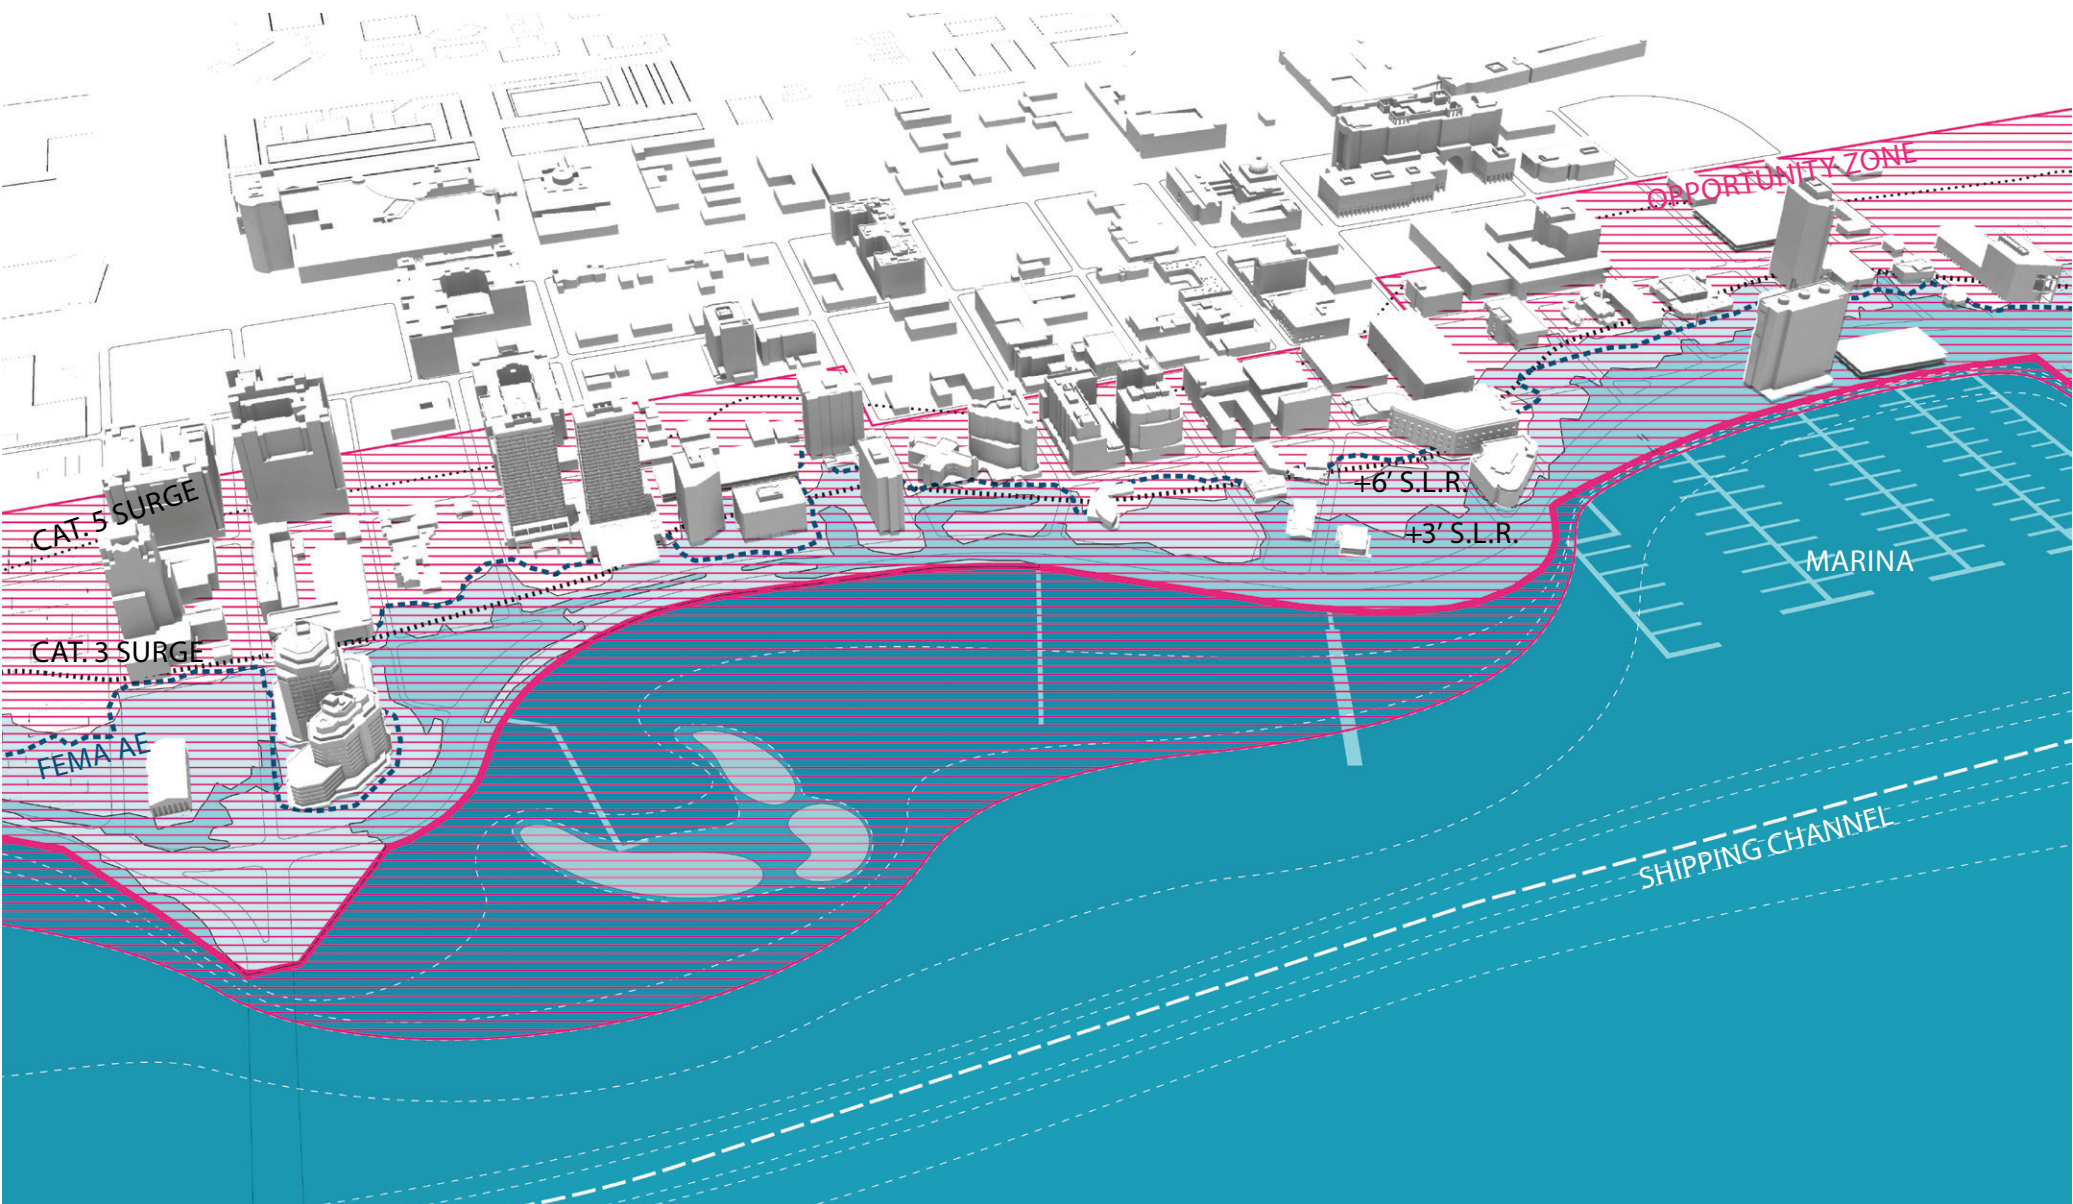 OPPORTUNITY ZONE
CAT. 5 SURGE
+6' S.L.R.
+3' S.L.R.
MARINA
CAT. 3 SURGE
FEMA AE
SHIPPING CHANNEL